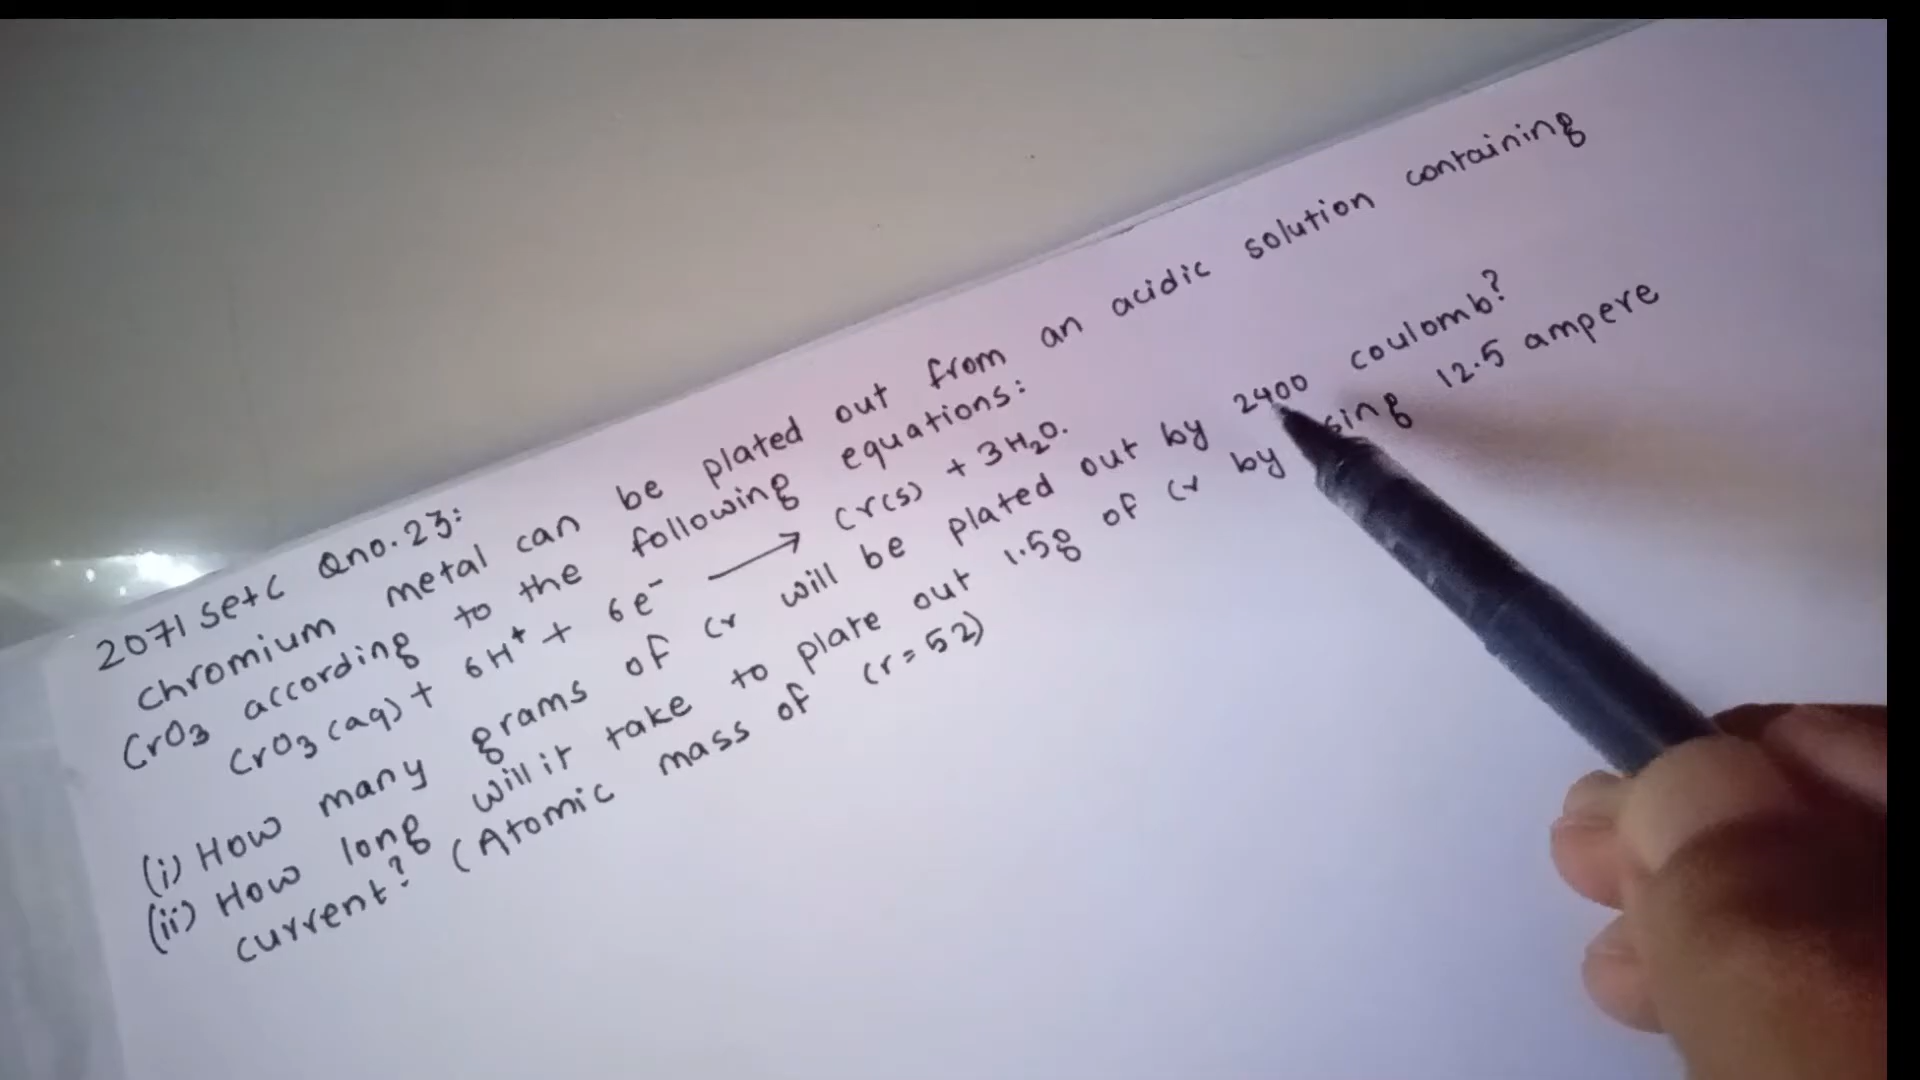 2071 Set C Qno.23:
Chromium metal can be plated out from an acidic solution containing
CrO3 according to the following equations:
CrO3 (aq) + 6H⁺ + 6e⁻ ⟶ Cr(s) + 3H₂O.
(i) How many grams of Cr will be plated out by 2400 coulomb?
(ii) How long will it take to plate out 1.5g of Cr by 12.5 ampere
current? (Atomic mass of Cr = 52)